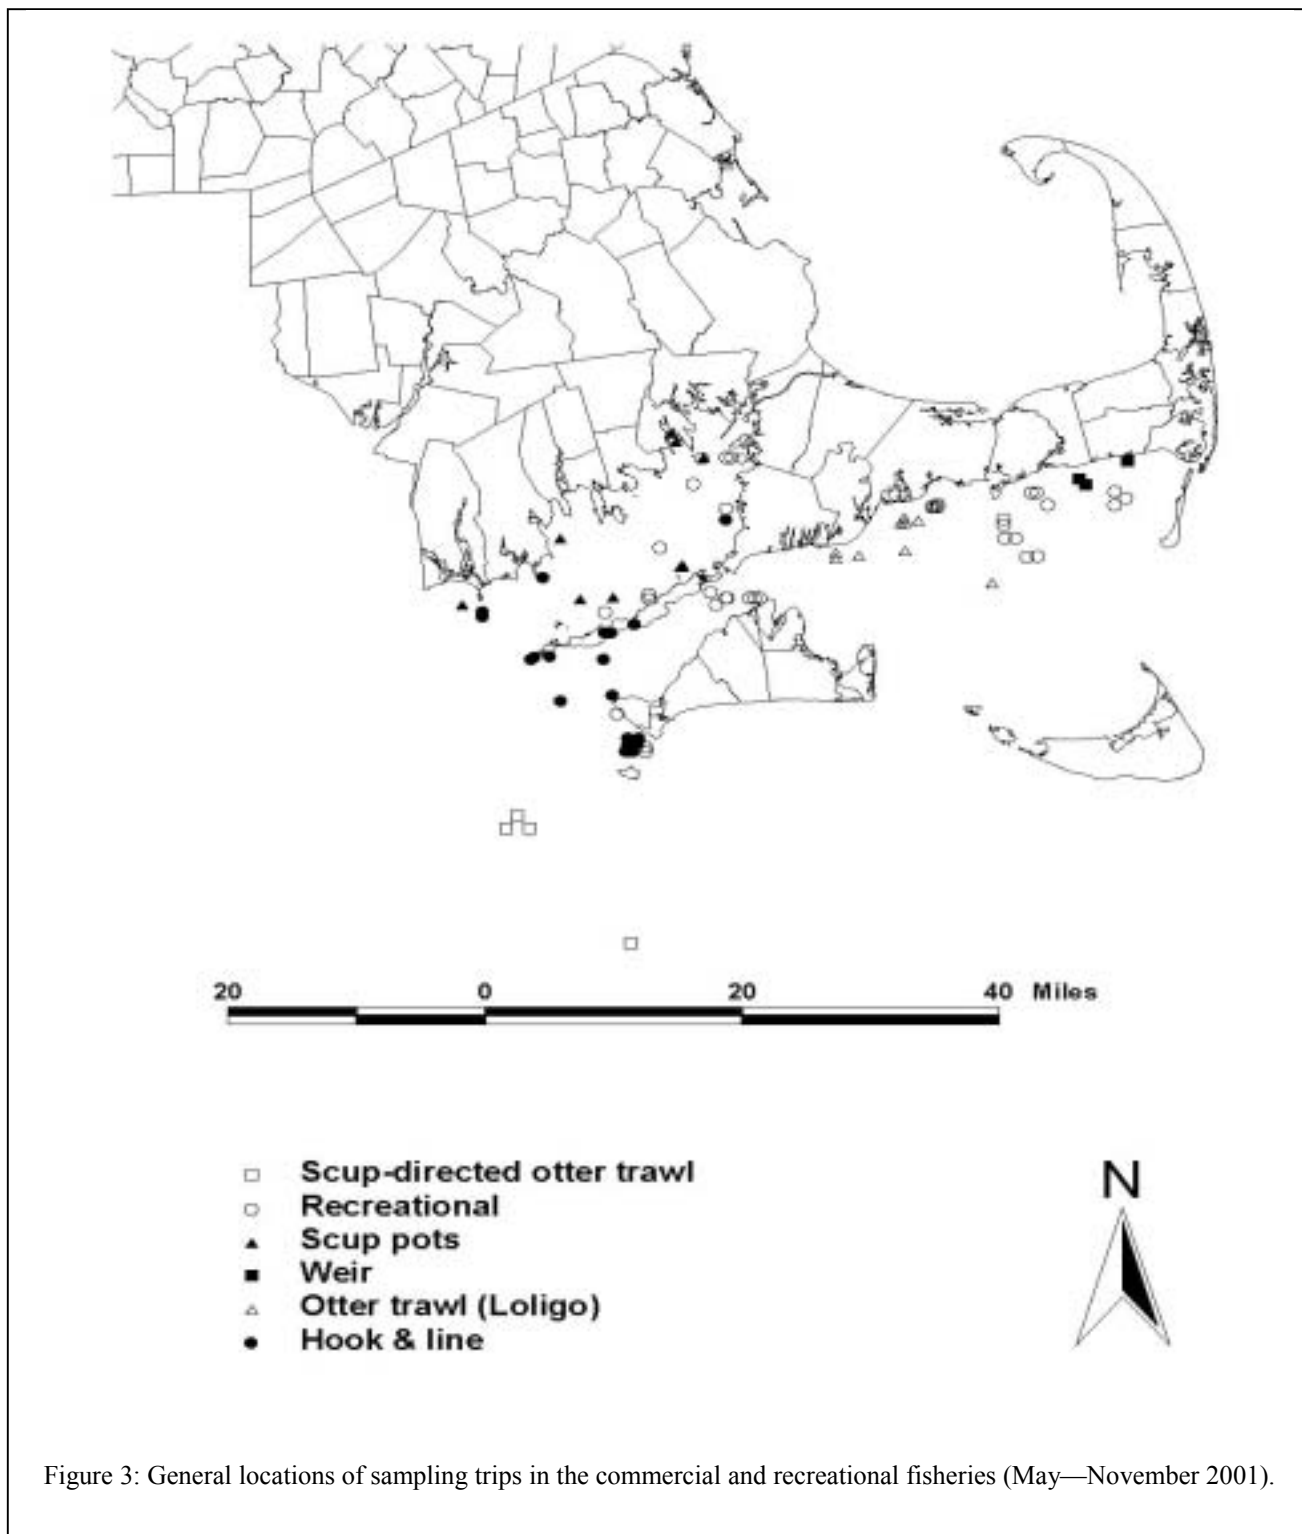 20 0 20 40 Miles
Scup-directed otter trawl
Recreational
Scup pots
Weir
Otter trawl (Loligo)
Hook & line
N
Figure 3: General locations of sampling trips in the commercial and recreational fisheries (May—November 2001).